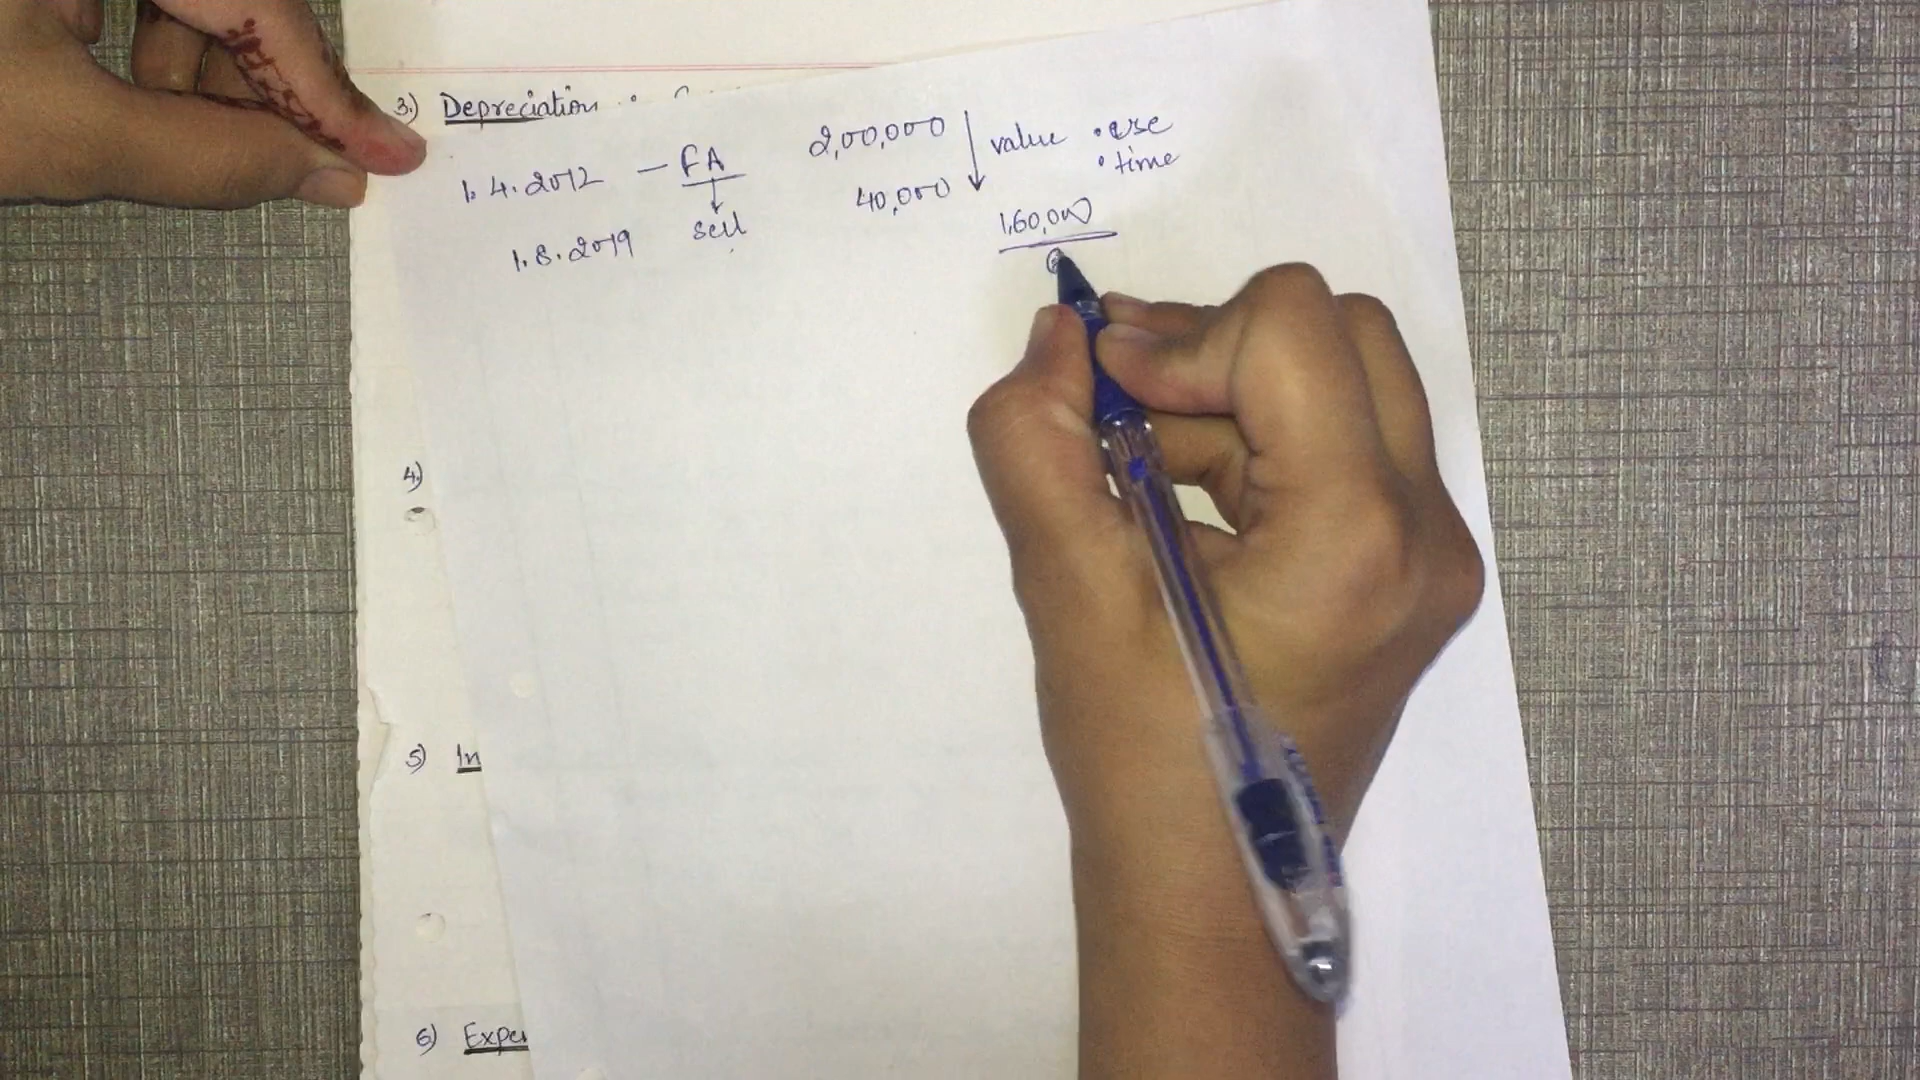 3.) Depreciation
1.4.2012 — FA 2,00,000 value • use
• time
40,000
1.8.2019 sell 1,60,000
4)
5) In
6) Expe